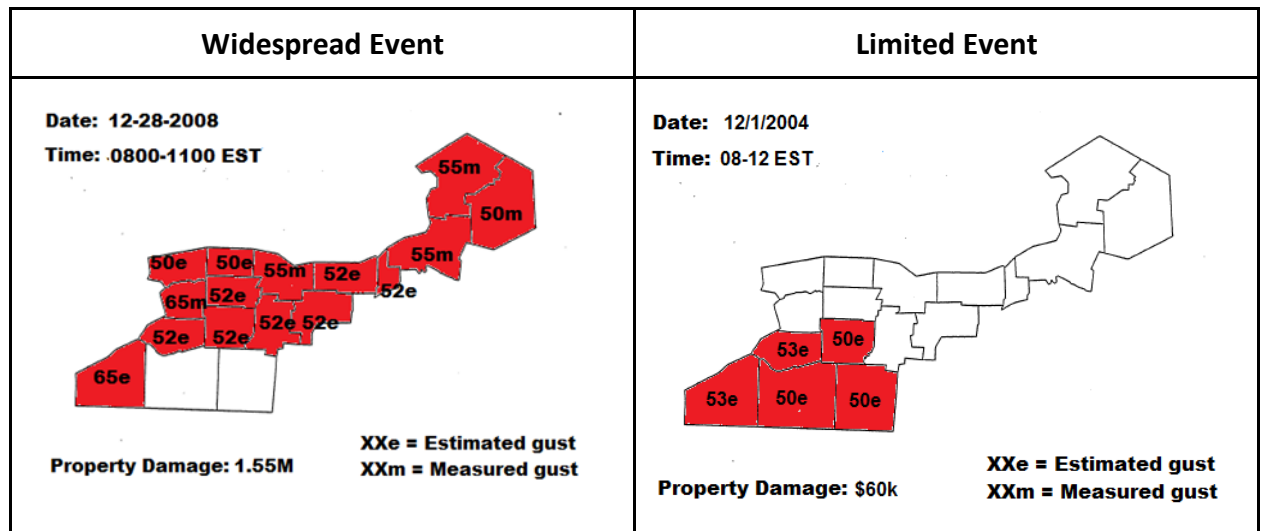 Widespread Event
Date: 12-28-2008
Time: .0800-1100 EST
55m
50m
55m
50e 50e 55m 52e
52e
65m 52e
52e 52e
52e 52e
65e
XXe = Estimated gust
XXm = Measured gust
Property Damage: 1.55M
Limited Event
Date: 12/1/2004
Time: 08-12 EST
53e 50e
53e 50e 50e
XXe = Estimated gust
XXm = Measured gust
Property Damage: $60k